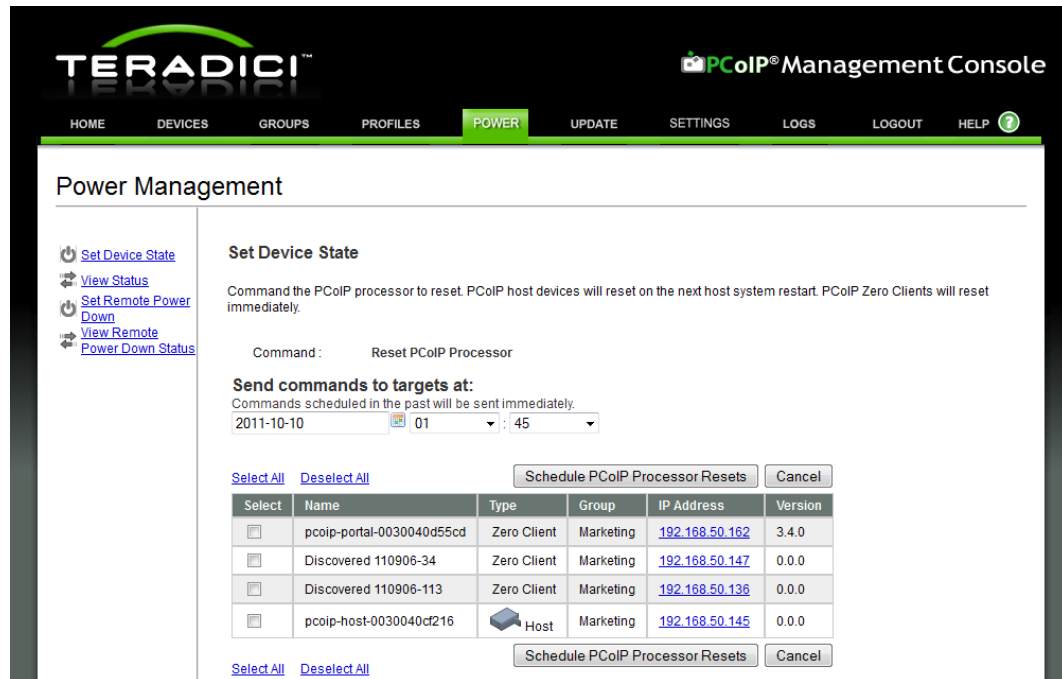 TERADICI™
PCoIP® Management Console
HOME DEVICES GROUPS PROFILES POWER UPDATE SETTINGS LOGS LOGOUT HELP ?
Power Management
Set Device State
View Status
Set Remote Power
Down
View Remote
Power Down Status
Set Device State
Command the PCoIP processor to reset. PCoIP host devices will reset on the next host system restart. PCoIP Zero Clients will reset
immediately.
Command : Reset PCoIP Processor
Send commands to targets at:
Commands scheduled in the past will be sent immediately.
2011-10-10 01 : 45
Select All Deselect All Schedule PCoIP Processor Resets Cancel
Select Name Type Group IP Address Version
pcoip-portal-0030040d55cd Zero Client Marketing 192.168.50.162 3.4.0
Discovered 110906-34 Zero Client Marketing 192.168.50.147 0.0.0
Discovered 110906-113 Zero Client Marketing 192.168.50.136 0.0.0
pcoip-host-0030040cf216 Host Marketing 192.168.50.145 0.0.0
Select All Deselect All Schedule PCoIP Processor Resets Cancel